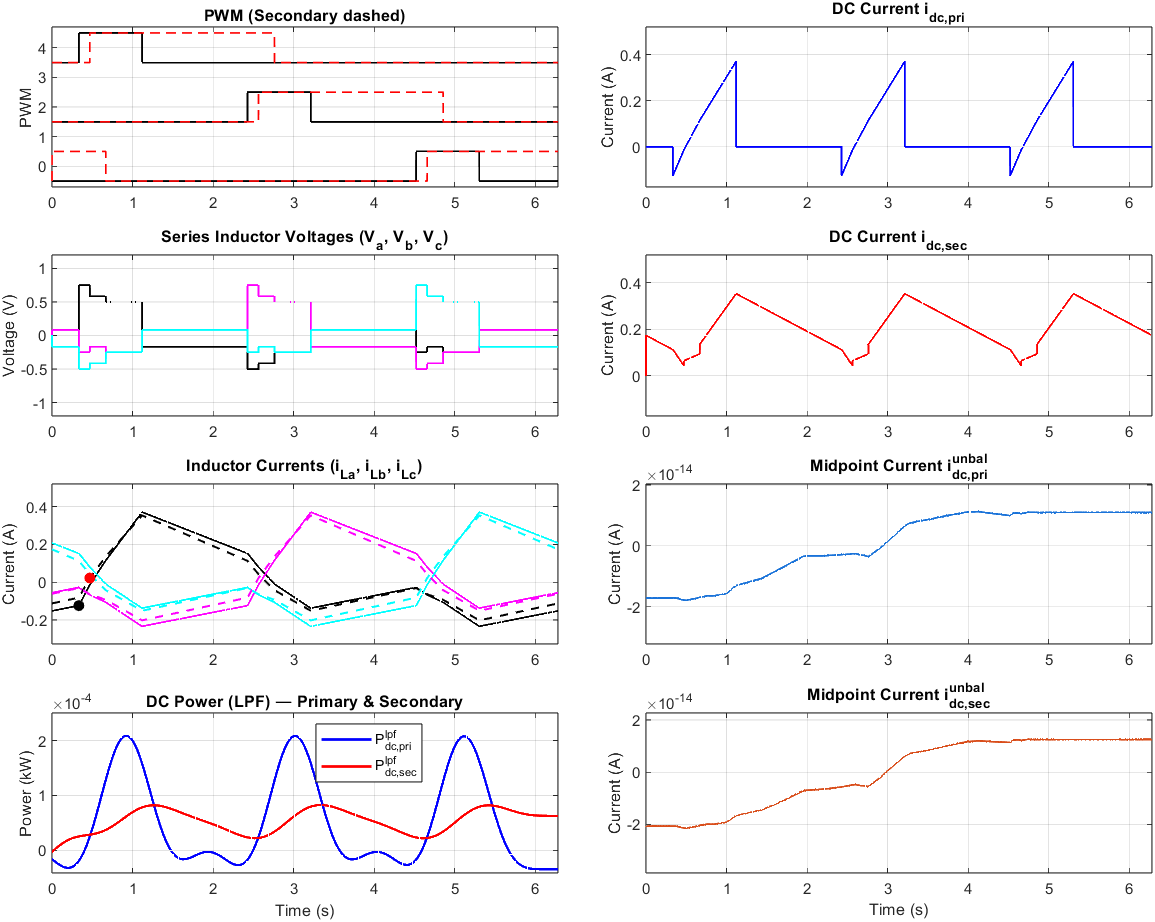 PWM (Secondary dashed)
PWM
4
3
2
1
0
0 1 2 3 4 5 6
DC Current i_dc,pri
Current (A)
0.4
0.2
0
0 1 2 3 4 5 6
Series Inductor Voltages (V_a, V_b, V_c)
Voltage (V)
1
0.5
0
-0.5
-1
0 1 2 3 4 5 6
DC Current i_dc,sec
Current (A)
0.4
0.2
0
0 1 2 3 4 5 6
Inductor Currents (i_La, i_Lb, i_Lc)
Current (A)
0.4
0.2
0
-0.2
0 1 2 3 4 5 6
Midpoint Current i_dc,pri^unbal
×10^-14
Current (A)
2
0
-2
0 1 2 3 4 5 6
DC Power (LPF) — Primary & Secondary
×10^-4
Power (kW)
2
1
0
P_dc,pri^lpf
P_dc,sec^lpf
0 1 2 3 4 5 6
Time (s)
Midpoint Current i_dc,sec^unbal
×10^-14
Current (A)
2
0
-2
0 1 2 3 4 5 6
Time (s)